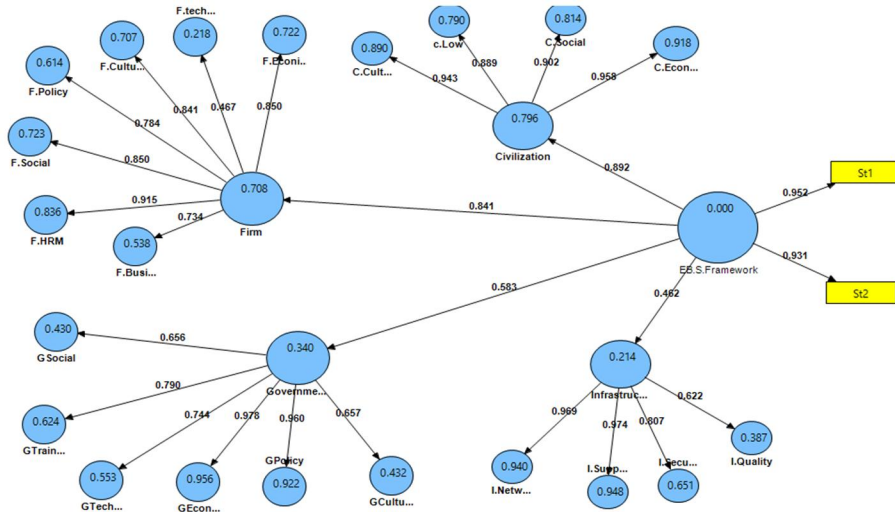 F.tech...
0.218
0.722
F.Econi..
0.707
F.Cultu...
0.614
F.Policy
0.723
F.Social
0.836
F.HRM
0.538
F.Busi...
0.467
0.850
0.841
0.784
0.850
0.915
0.734
0.708
Firm
0.790
c.Low
0.814
C.Social
0.890
C.Cult...
0.918
C.Econ...
0.943
0.889
0.902
0.958
0.796
Civilization
0.892
0.841
0.000
EB.S.Framework
0.952
St1
0.931
St2
0.583
0.462
0.430
GSocial
0.656
0.340
Governme...
0.624
GTrain...
0.790
0.553
GTech...
0.744
0.956
GEcon...
0.978
GPolicy
0.922
0.960
0.432
GCultu...
0.657
0.214
Infrastruc...
0.940
I.Netw...
0.969
I.Supp...
0.948
0.974
I.Secu...
0.651
0.807
0.387
I.Quality
0.622